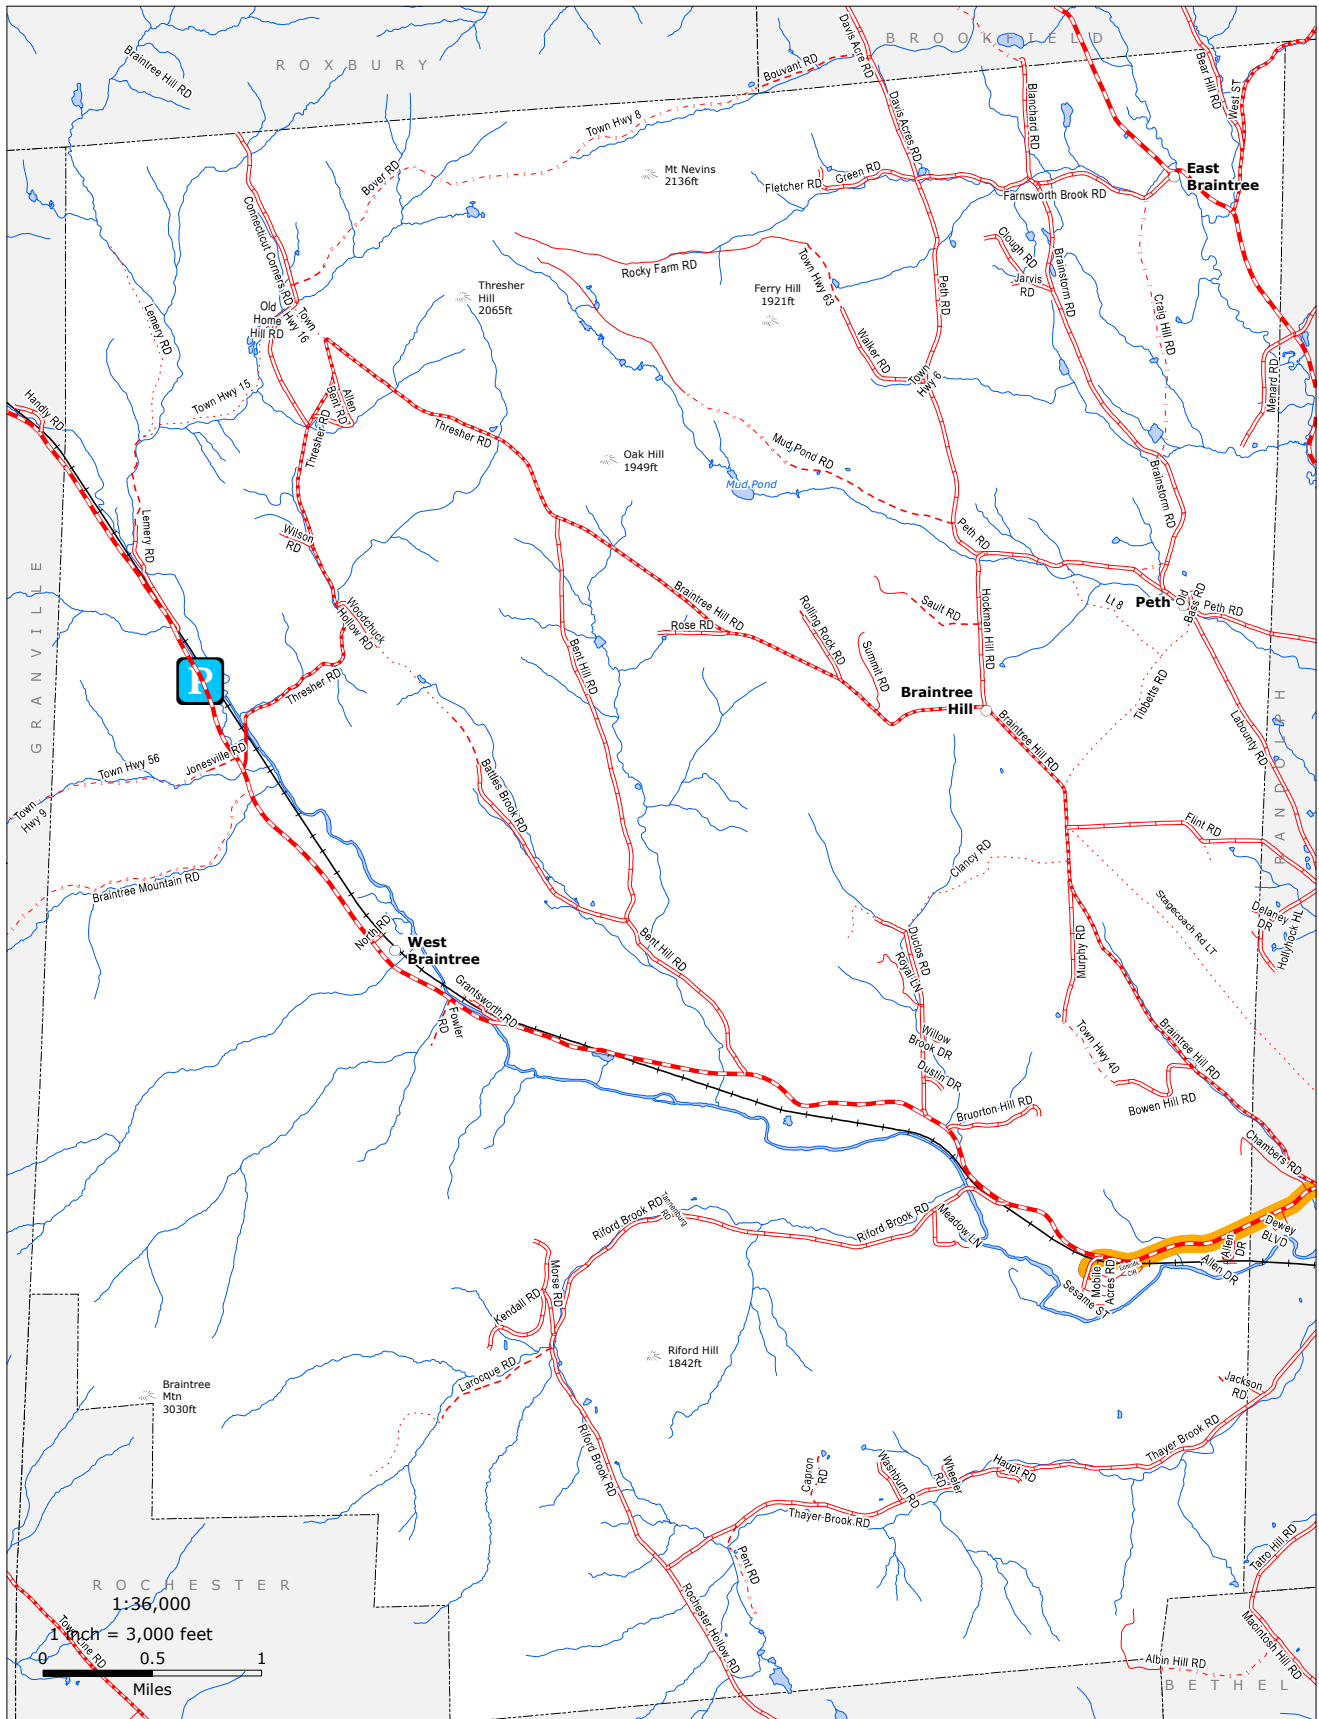 BROOKFIELD
ROXBURY
Braintree Hill RD
Davis Acre RD
Bouvant RD
Bear Hill RD
West ST
Blanchard RD
Davis Acres RD
Town Hwy 8
Boyer RD
Mt Nevins
2136ft
Fletcher RD
Green RD
Farnsworth Brook RD
East
Braintree
Connecticut Corners RD
Rocky Farm RD
Town Hwy 63
Clough RD
Jarvis
RD
Brainstorm RD
Peth RD
Craig Hill RD
Thresher
Hill
2065ft
Ferry Hill
1921ft
Old
Home
Hill RD
Town
Hwy 16
Lemery RD
Walker RD
Town
Hwy 6
Menard RD
Town Hwy 15
Allen
Bent RD
Handly RD
Thresher RD
Thresher RD
Oak Hill
1949ft
Mud Pond RD
Mud Pond
Brainstorm RD
Lemery RD
Wilson
RD
Peth RD
GRANVILLE
Woodchuck
Hollow RD
Braintree Hill RD
Rose RD
Rolling Rock RD
Summit RD
Sault RD
Hockman Hill RD
Lt 8
Peth
Old
Bass RD
Peth RD
P
Thresher RD
Bent Hill RD
Braintree
Hill
Braintree Hill RD
Tibbetts RD
Labounty RD
RANDOLPH
Jonesville RD
Town Hwy 56
Town
Hwy 9
Battles Brook RD
Flint RD
Clancy RD
Braintree Mountain RD
Stagecoach Rd LT
Delaney
DR
Hollyhock HL
North RD
West
Braintree
Bent Hill RD
Duclos RD
Royal LN
Murphy RD
Grantsworth RD
Fowler
RD
Willow
Brook DR
Dustin DR
Town Hwy 40
Braintree Hill RD
Bowen Hill RD
Bruorton Hill RD
Chambers RD
Riford Brook RD
Tannenburg
RD
Riford Brook RD
Meadow LN
Dewey
BLVD
Allen
DR
Allen DR
Mobile
Acres RD
Sesame ST
Morse RD
Kendall RD
Larocque RD
Riford Hill
1842ft
Braintree
Mtn
3030ft
Jackson
RD
Riford Brook RD
Capron
RD
Washburn RD
Wheeler
RD
Haupt RD
Thayer Brook RD
Thayer Brook RD
Pent RD
Rochester Hollow RD
Tatro Hill RD
Macintosh Hill RD
Albin Hill RD
BETHEL
ROCHESTER
1:36,000
1 inch = 3,000 feet
0 0.5 1
Miles
Town Line RD